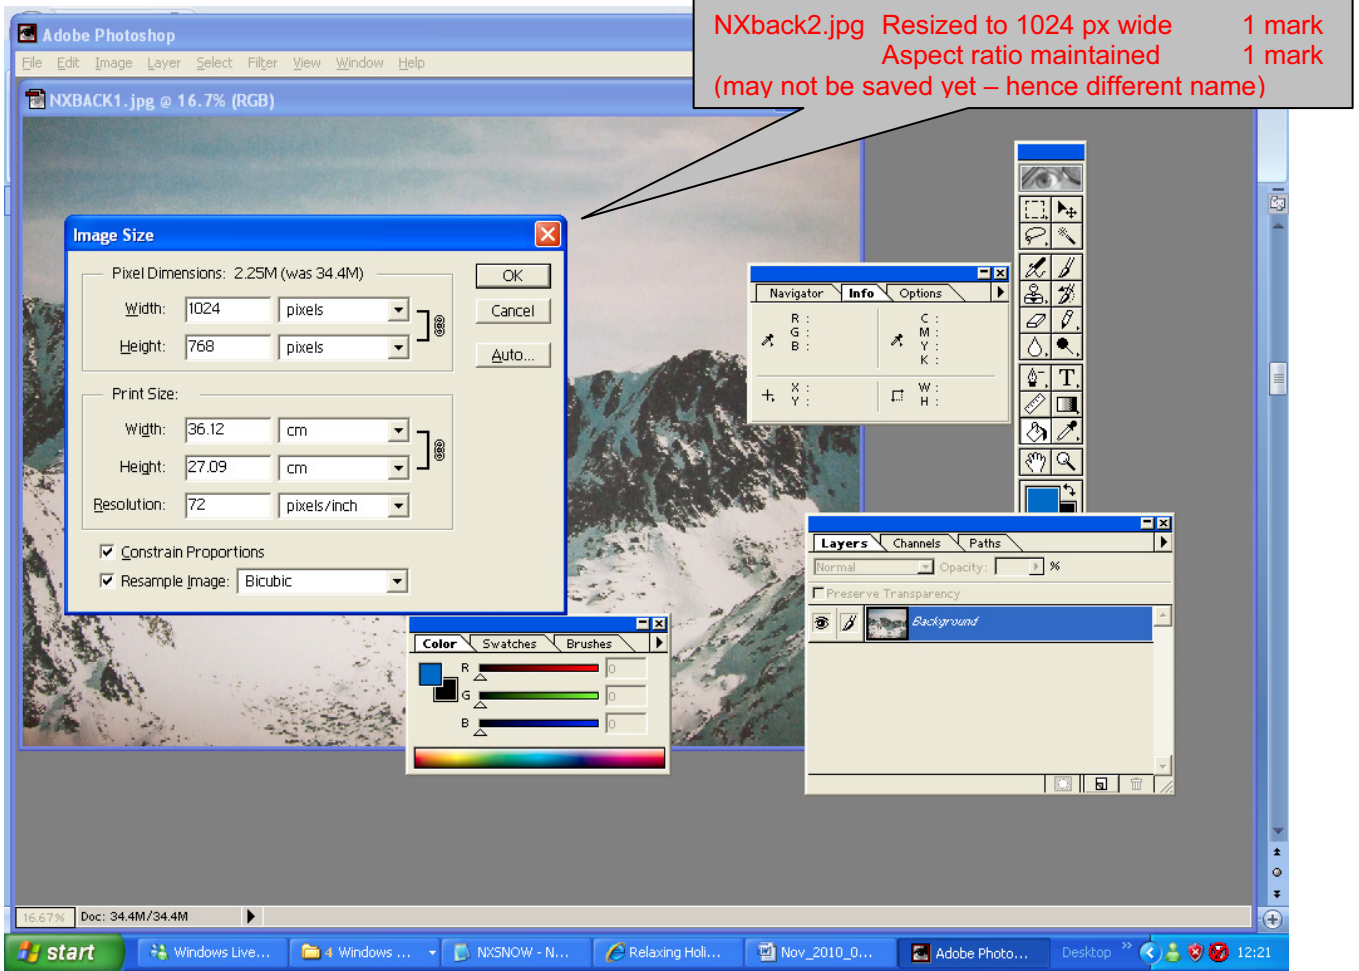 NXback2.jpg Resized to 1024 px wide 1 mark
Aspect ratio maintained 1 mark
(may not be saved yet – hence different name)
Adobe Photoshop
File Edit Image Layer Select Filter View Window Help
NXBACK1.jpg @ 16.7% (RGB)
Image Size
Pixel Dimensions: 2.25M (was 34.4M)
Width: 1024 pixels
Height: 768 pixels
OK
Cancel
Auto...
Print Size:
Width: 36.12 cm
Height: 27.09 cm
Resolution: 72 pixels/inch
Constrain Proportions
Resample Image: Bicubic
Navigator Info Options
R : C :
G : M :
B : Y :
K :
X : W :
Y : H :
T
Layers Channels Paths
Normal Opacity: %
Preserve Transparency
Background
Color Swatches Brushes
R 0
G 0
B 0
16.67% Doc: 34.4M/34.4M
start Windows Live... 4 Windows ... NXSNOW - N... Relaxing Holi... Nov_2010_0... Adobe Photo... Desktop » 12:21